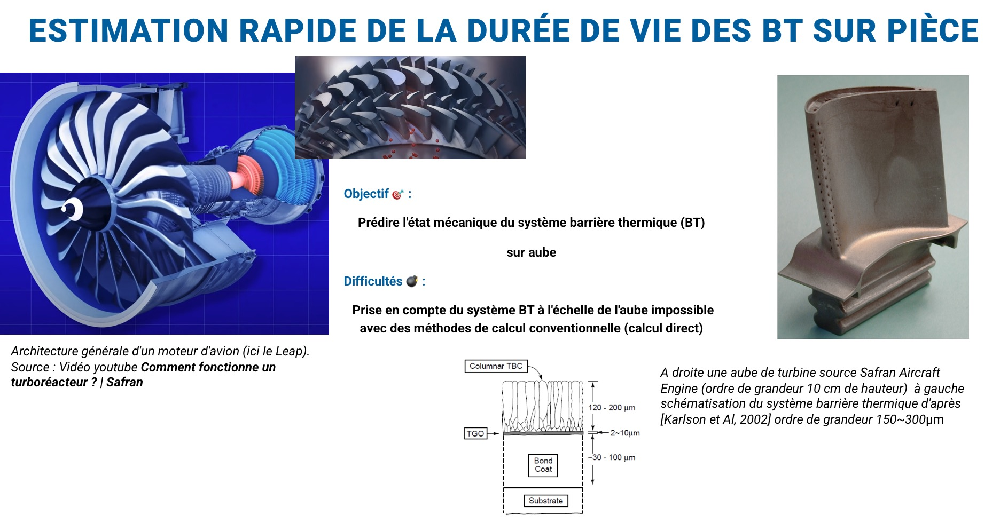 ESTIMATION RAPIDE DE LA DURÉE DE VIE DES BT SUR PIÈCE
Objectif 🎯 :
Prédire l'état mécanique du système barrière thermique (BT)
sur aube
Difficultés 💣 :
Prise en compte du système BT à l'échelle de l'aube impossible
avec des méthodes de calcul conventionnelle (calcul direct)
Architecture générale d'un moteur d'avion (ici le Leap).
Source : Vidéo youtube Comment fonctionne un
turboréacteur ? | Safran
Columnar TBC
120 - 200 µm
TGO
2~10µm
Bond
Coat
~30 - 100 µm
Substrate
A droite une aube de turbine source Safran Aircraft
Engine (ordre de grandeur 10 cm de hauteur)  à gauche
schématisation du système barrière thermique d'après
[Karlson et Al, 2002] ordre de grandeur 150~300µm